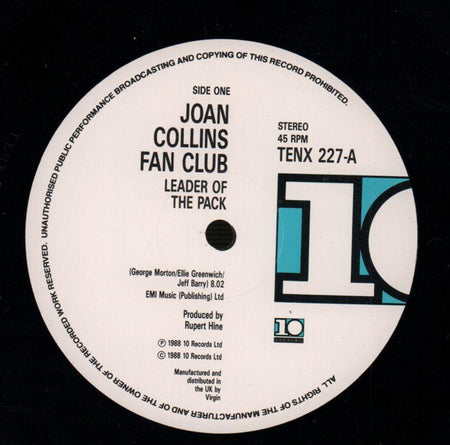 UNAUTHORISED PUBLIC PERFORMANCE BROADCASTING AND COPYING OF THIS RECORD PROHIBITED.
ALL RIGHTS OF THE MANUFACTURER AND OF THE OWNER OF THE RECORDED WORK RESERVED.
SIDE ONE
JOAN
COLLINS
FAN CLUB
LEADER OF
THE PACK
STEREO
45 RPM
TENX 227-A
10
(George Morton/Ellie Greenwich/
Jeff Barry) 8.02
EMI Music (Publishing) Ltd
Produced by
Rupert Hine
10
℗ 1988 10 Records Ltd
© 1988 10 Records Ltd
Manufactured and
distributed in
the UK by
Virgin